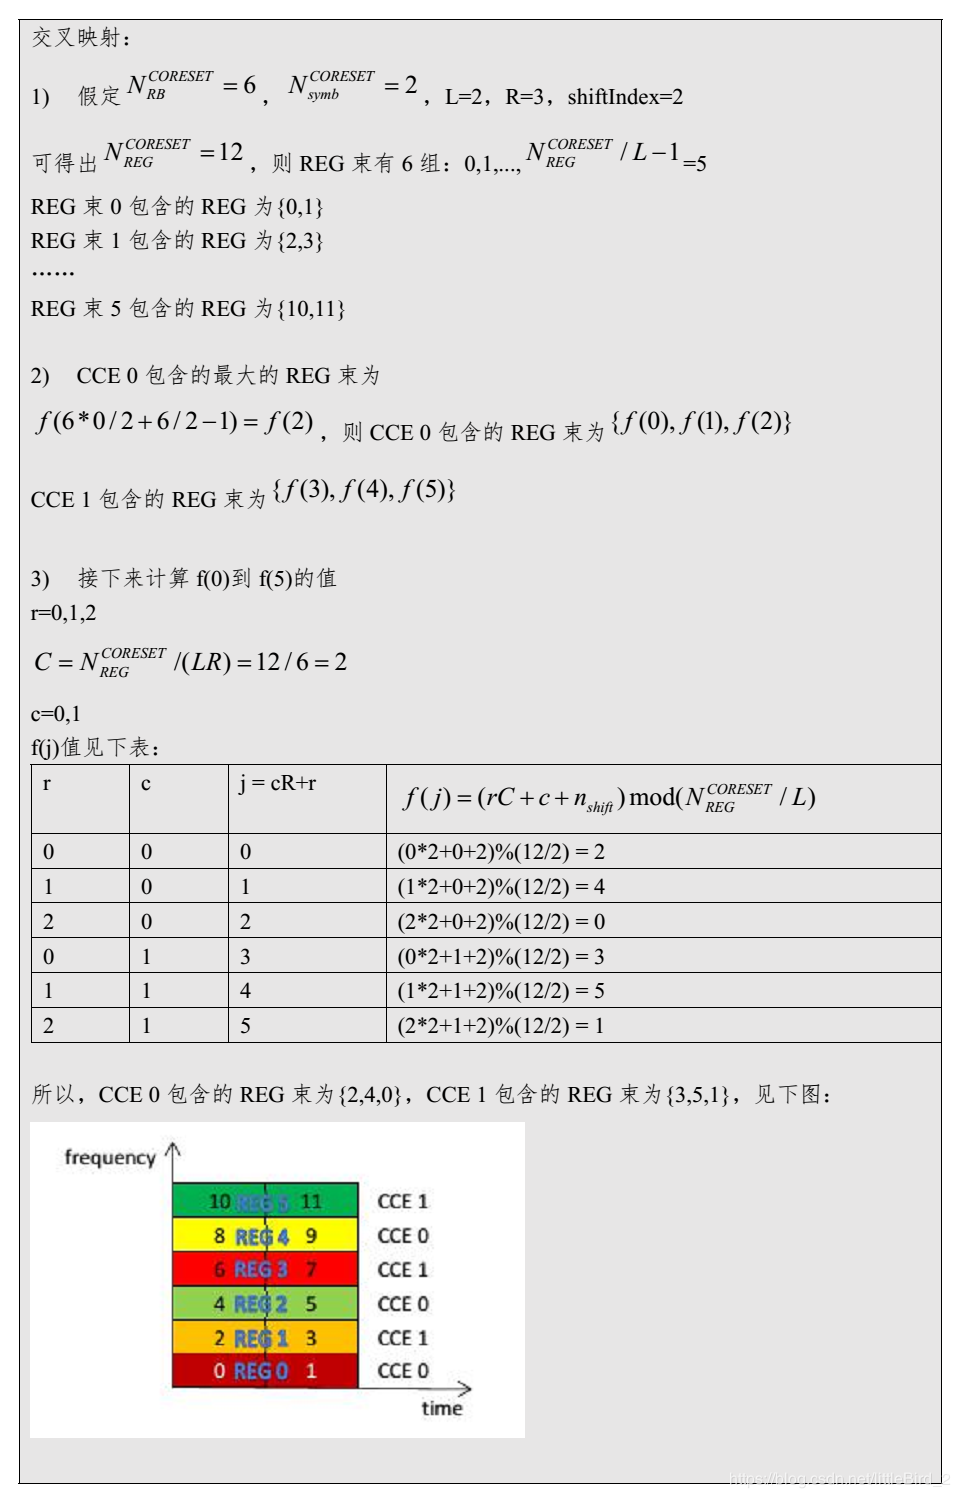 交叉映射：
1) 假定 N_{RB}^{CORESET} = 6，N_{symb}^{CORESET} = 2，L=2，R=3，shiftIndex=2
可得出 N_{REG}^{CORESET} = 12，则 REG 束有 6 组：0,1,..., N_{REG}^{CORESET} / L − 1 =5
REG 束 0 包含的 REG 为{0,1}
REG 束 1 包含的 REG 为{2,3}
……
REG 束 5 包含的 REG 为{10,11}
2) CCE 0 包含的最大的 REG 束为
f(6*0/2+6/2−1) = f(2)，则 CCE 0 包含的 REG 束为 {f(0), f(1), f(2)}
CCE 1 包含的 REG 束为 {f(3), f(4), f(5)}
3) 接下来计算 f(0)到 f(5)的值
r=0,1,2
C = N_{REG}^{CORESET} /(LR) = 12/6 = 2
c=0,1
f(j)值见下表：
r c j = cR+r f(j) = (rC + c + n_{shift}) mod(N_{REG}^{CORESET} / L)
0 0 0 (0*2+0+2)%(12/2) = 2
1 0 1 (1*2+0+2)%(12/2) = 4
2 0 2 (2*2+0+2)%(12/2) = 0
0 1 3 (0*2+1+2)%(12/2) = 3
1 1 4 (1*2+1+2)%(12/2) = 5
2 1 5 (2*2+1+2)%(12/2) = 1
所以，CCE 0 包含的 REG 束为{2,4,0}，CCE 1 包含的 REG 束为{3,5,1}，见下图：
frequency
10 REG 5 11 CCE 1
8 REG 4 9 CCE 0
6 REG 3 7 CCE 1
4 REG 2 5 CCE 0
2 REG 1 3 CCE 1
0 REG 0 1 CCE 0
time
https://blog.csdn.net/littleBird_2